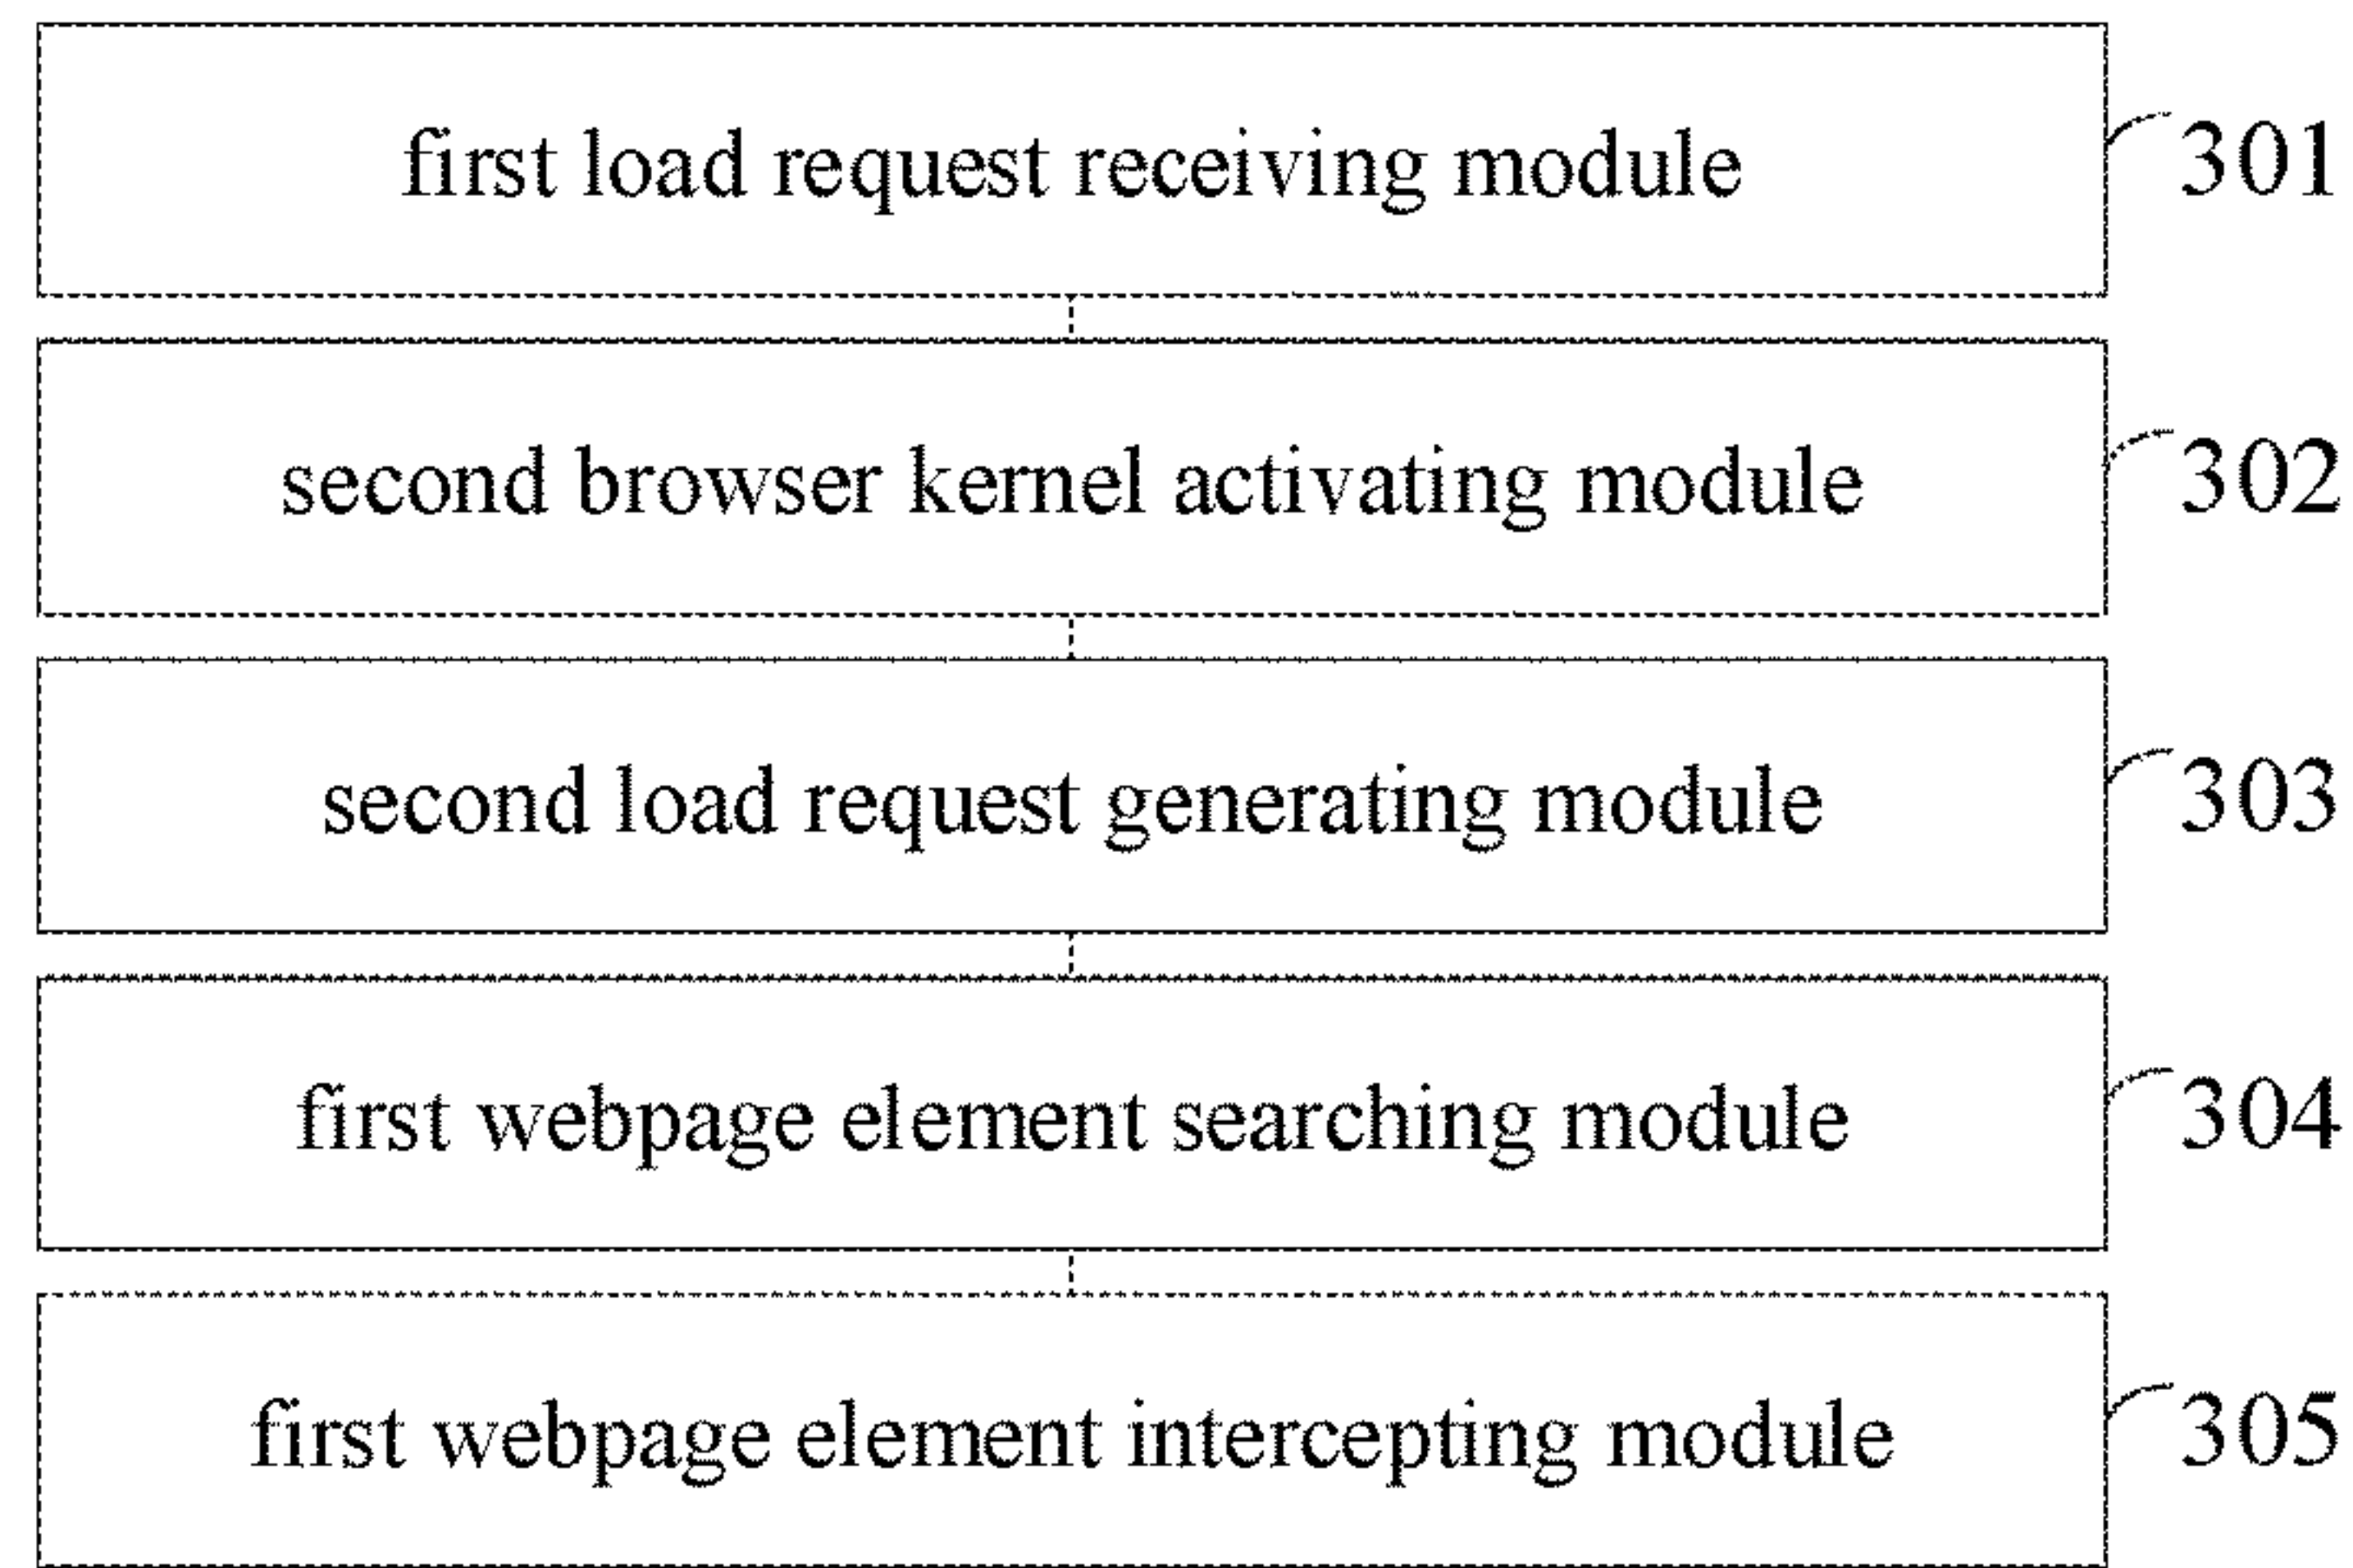 first load request receiving module 301
second browser kernel activating module 302
second load request generating module 303
first webpage element searching module 304
first webpage element intercepting module 305